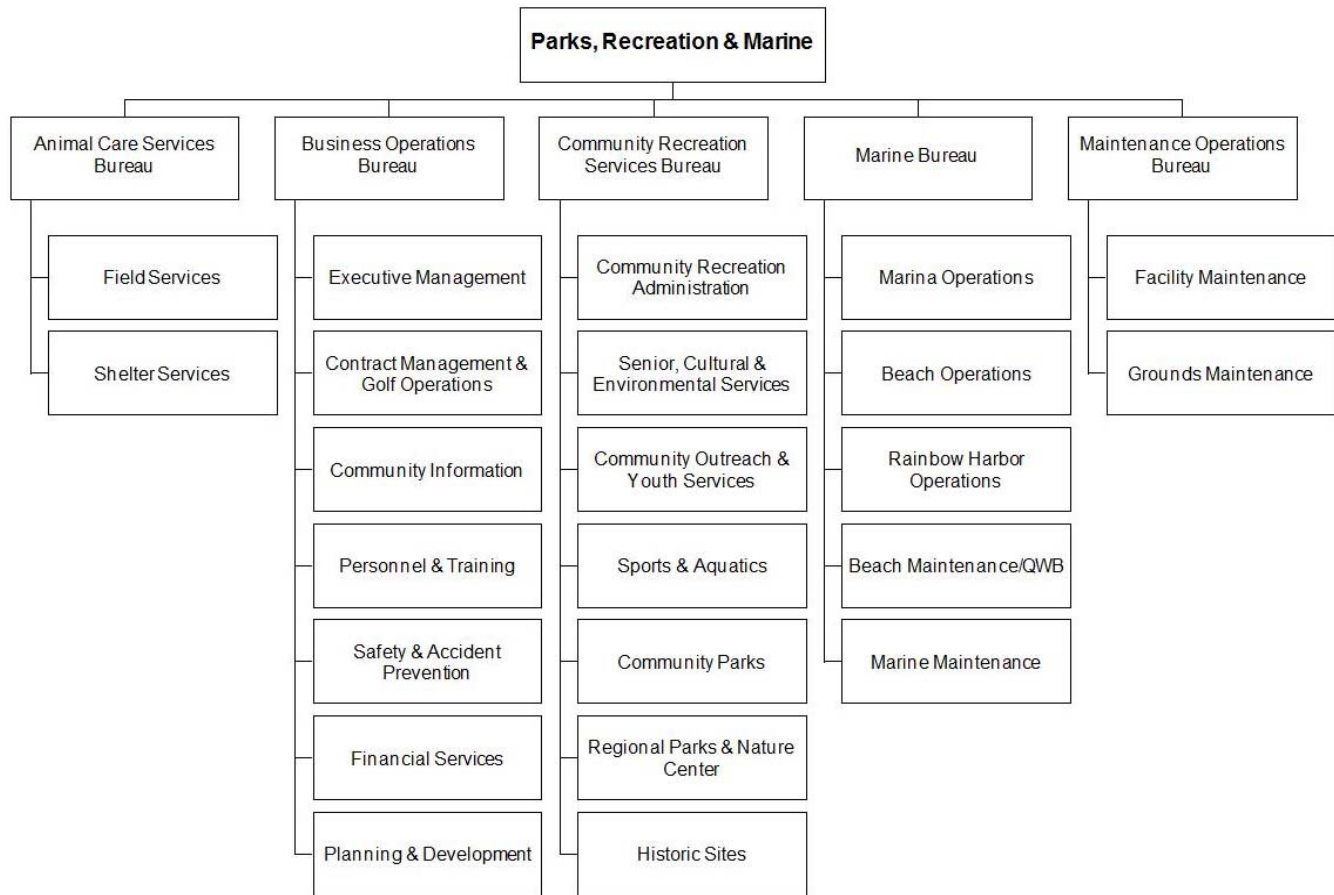 Parks, Recreation & Marine
Animal Care Services
Bureau
Field Services
Shelter Services
Business Operations
Bureau
Executive Management
Contract Management &
Golf Operations
Community Information
Personnel & Training
Safety & Accident
Prevention
Financial Services
Planning & Development
Community Recreation
Services Bureau
Community Recreation
Administration
Senior, Cultural &
Environmental Services
Community Outreach &
Youth Services
Sports & Aquatics
Community Parks
Regional Parks & Nature
Center
Historic Sites
Marine Bureau
Marina Operations
Beach Operations
Rainbow Harbor
Operations
Beach Maintenance/QWB
Marine Maintenance
Maintenance Operations
Bureau
Facility Maintenance
Grounds Maintenance